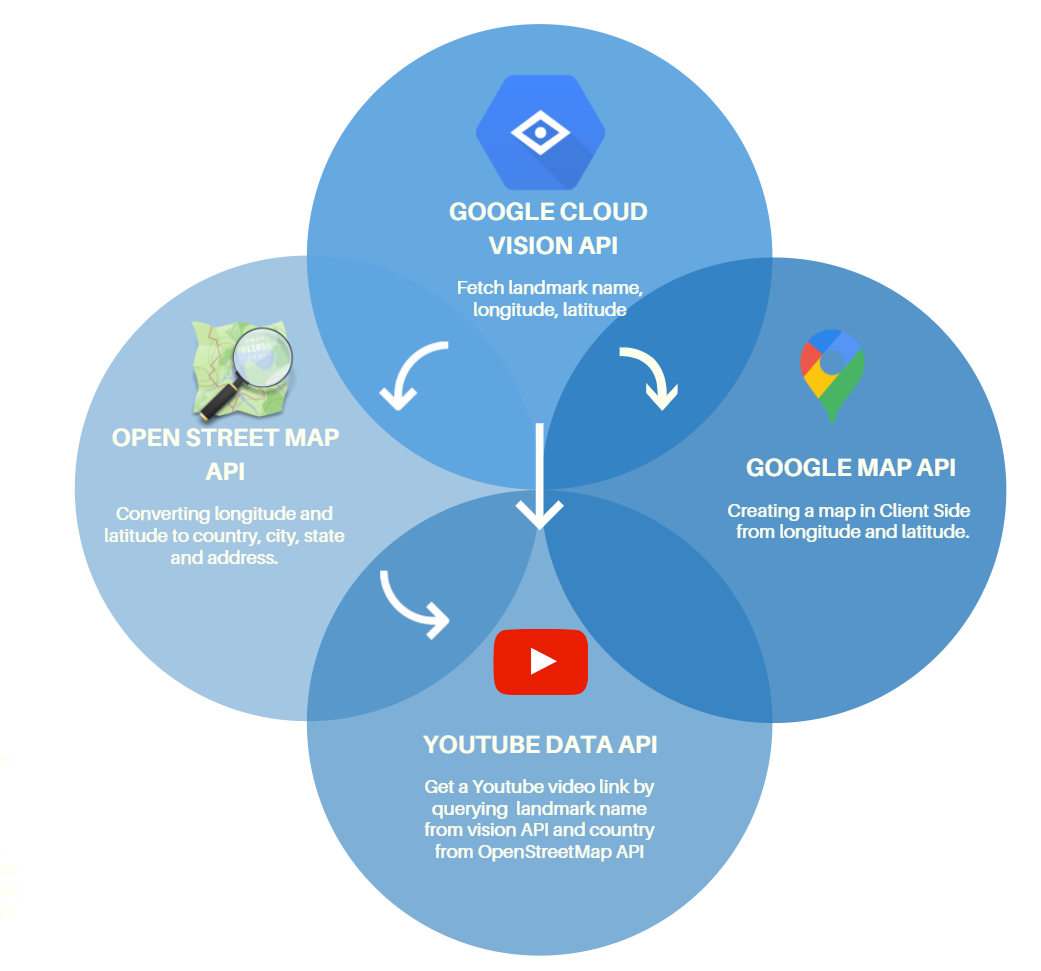 GOOGLE CLOUD
VISION API
Fetch landmark name,
longitude, latitude
OPEN STREET MAP
API
Converting longitude and
latitude to country, city, state
and address.
GOOGLE MAP API
Creating a map in Client Side
from longitude and latitude.
YOUTUBE DATA API
Get a Youtube video link by
querying landmark name
from vision API and country
from OpenStreetMap API